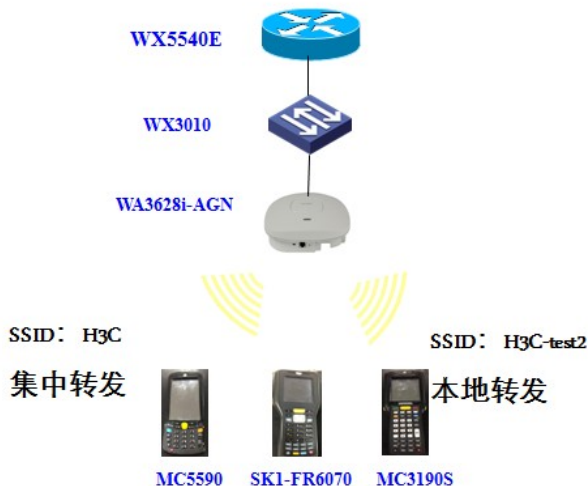 WX5540E
WX3010
WA3628i-AGN
SSID： H3C
SSID： H3C-test2
集中转发
本地转发
MC5590
SK1-FR6070
MC3190S